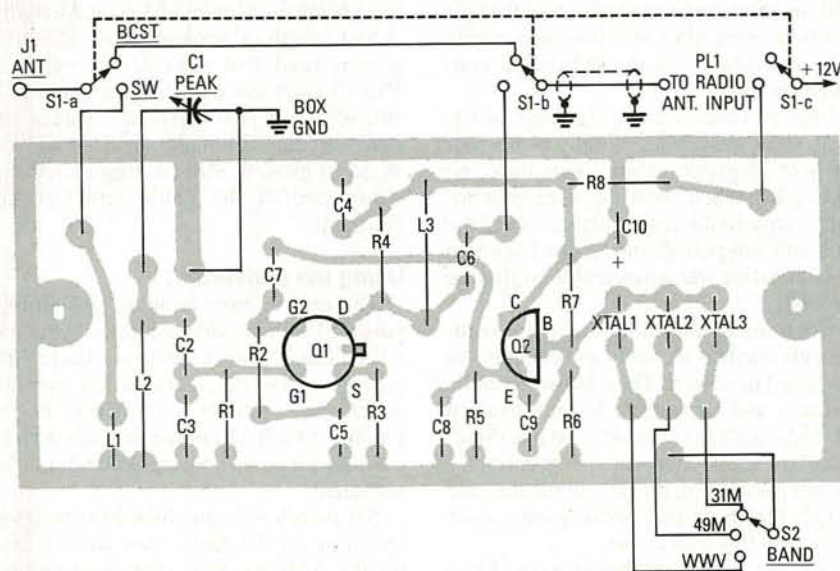 J1
ANT
BCST
S1-a
SW
C1
PEAK
BOX
GND
S1-b
PL1
TO RADIO
ANT. INPUT
S1-c
+12V
C4
R4
L3
R8
C6
C10
+
C7
R7
XTAL1
XTAL2
XTAL3
G2
D
C
B
Q1
Q2
C2
R2
L2
G1
S
E
L1
C3
R1
C5
R3
C8
R5
C9
R6
31M
49M
S2
WWV
BAND